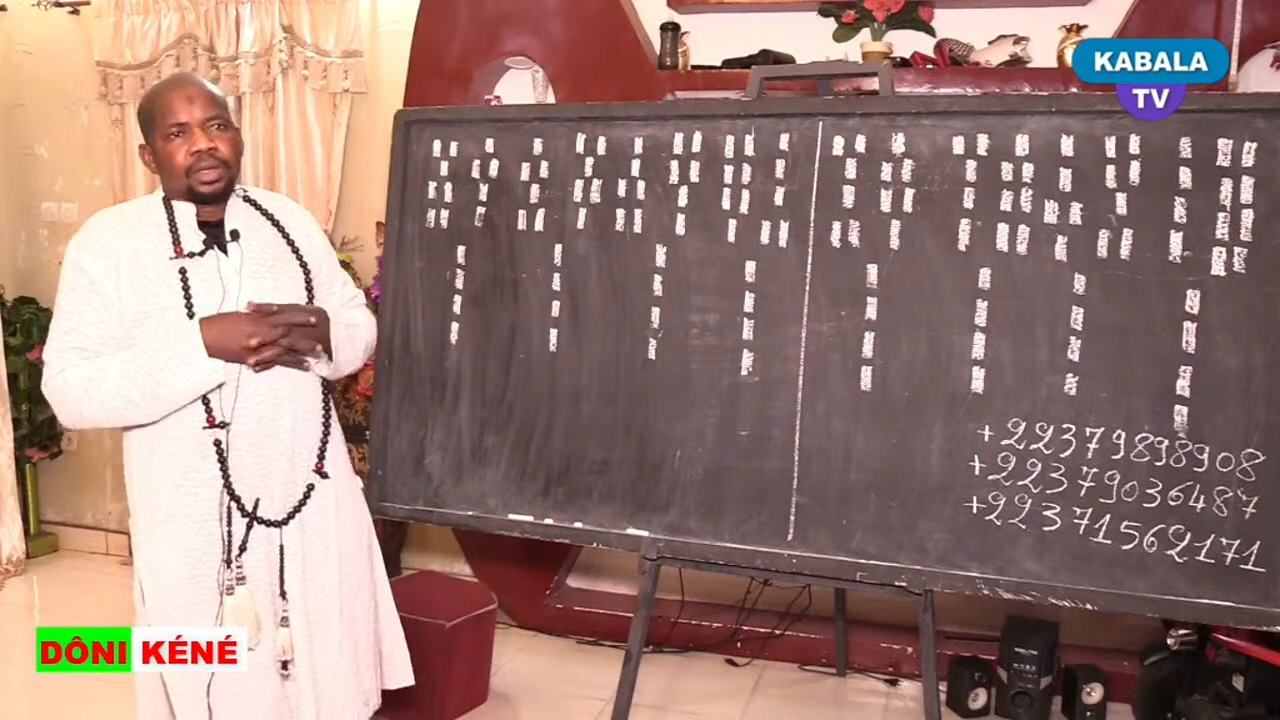 KABALA
TV
+22379898908
+22379036487
+22371562171
DÔNI KÉNÉ